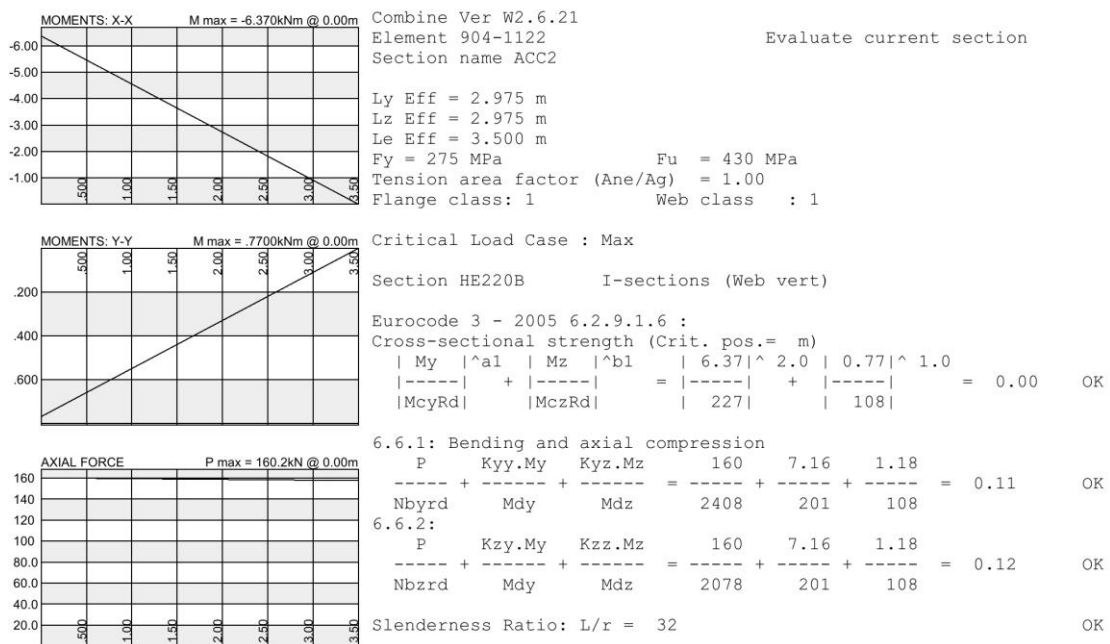 MOMENTS: X-X M max = -6.370kNm @ 0.00m
-6.00
-5.00
-4.00
-3.00
-2.00
-1.00
.500 1.00 1.50 2.00 2.50 3.00 3.50
MOMENTS: Y-Y M max = .7700kNm @ 0.00m
.500 1.00 1.50 2.00 2.50 3.00 3.50
.200
.400
.600
AXIAL FORCE P max = 160.2kN @ 0.00m
160
140
120
100
80.0
60.0
40.0
20.0
.500 1.00 1.50 2.00 2.50 3.00 3.50
Combine Ver W2.6.21
Element 904-1122 Evaluate current section
Section name ACC2
Ly Eff = 2.975 m
Lz Eff = 2.975 m
Le Eff = 3.500 m
Fy = 275 MPa Fu = 430 MPa
Tension area factor (Ane/Ag) = 1.00
Flange class: 1 Web class : 1
Critical Load Case : Max
Section HE220B I-sections (Web vert)
Eurocode 3 - 2005 6.2.9.1.6 :
Cross-sectional strength (Crit. pos.= m)
| My |^a1 | Mz |^b1 | 6.37|^ 2.0 | 0.77|^ 1.0
|-----| + |-----| = |-----| + |-----| = 0.00 OK
|McyRd| |MczRd| | 227| | 108|
6.6.1: Bending and axial compression
P Kyy.My Kyz.Mz 160 7.16 1.18
----- + ------ + ------ = ----- + ----- + ----- = 0.11 OK
Nbyrd Mdy Mdz 2408 201 108
6.6.2:
P Kzy.My Kzz.Mz 160 7.16 1.18
----- + ------ + ------ = ----- + ----- + ----- = 0.12 OK
Nbzrd Mdy Mdz 2078 201 108
Slenderness Ratio: L/r = 32 OK